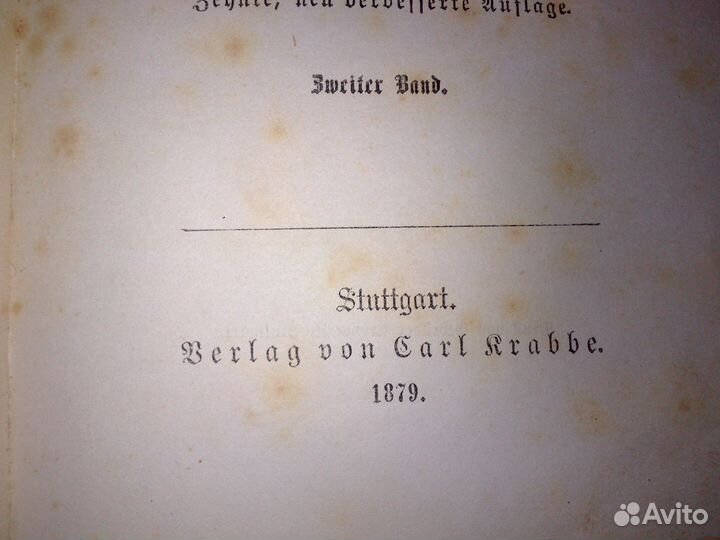 Zehnte, neu verbesserte Auflage.
Zweiter Band.
Stuttgart.
Verlag von Carl Krabbe.
1879.
Avito